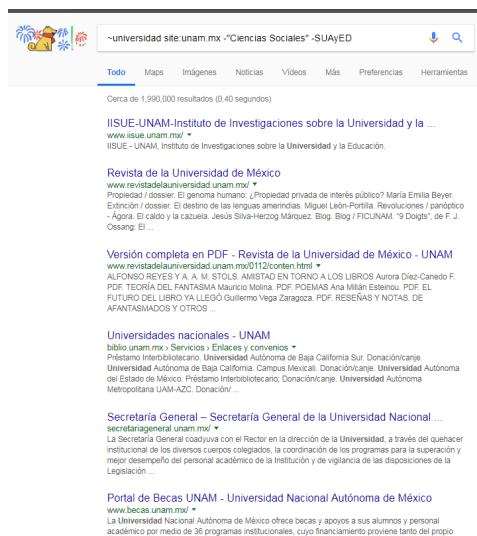 ~universidad site:unam.mx -"Ciencias Sociales" -SUAyED
Todo Maps Imágenes Noticias Vídeos Más Preferencias Herramientas
Cerca de 1,990,000 resultados (0.40 segundos)
IISUE-UNAM-Instituto de Investigaciones sobre la Universidad y la ...
www.iisue.unam.mx/
IISUE - UNAM, Instituto de Investigaciones sobre la Universidad y la Educación.
Revista de la Universidad de México
www.revistadelauniversidad.unam.mx/
Propiedad / dossier. El genoma humano: ¿Propiedad privada de interés público? María Emilia Beyer.
Extinción / dossier. El destino de las lenguas amerindias. Miguel León-Portilla. Revoluciones / panóptico
- Ágora. El caldo y la cazuela. Jesús Silva-Herzog Márquez. Blog. Blog / FICUNAM. "9 Doigts", de F. J.
Ossang: El ...
Versión completa en PDF - Revista de la Universidad de México - UNAM
www.revistadelauniversidad.unam.mx/0112/conten.html
ALFONSO REYES Y A. A. M. STOLS. AMISTAD EN TORNO A LOS LIBROS Aurora Díez-Canedo F.
PDF. TEORÍA DEL FANTASMA Mauricio Molina. PDF. POEMAS Ana Millán Estelnou. PDF. EL
FUTURO DEL LIBRO YA LLEGÓ Guillermo Vega Zaragoza. PDF. RESEÑAS Y NOTAS. DE
AFANTASMADOS Y OTROS ...
Universidades nacionales - UNAM
biblio.unam.mx › Servicios › Enlaces y convenios
Préstamo Interbibliotecario. Universidad Autónoma de Baja California Sur. Donación/canje.
Universidad Autónoma de Baja California. Campus Mexicali. Donación/canje. Universidad Autónoma
del Estado de México. Préstamo Interbibliotecario; Donación/canje. Universidad Autónoma
Metropolitana UAM-AZC. Donación/ ...
Secretaría General – Secretaría General de la Universidad Nacional ...
secretariageneral.unam.mx/
La Secretaría General coadyuva con el Rector en la dirección de la Universidad, a través del quehacer
institucional de los diversos cuerpos colegiados, la coordinación de los programas para la superación y
mejor desempeño del personal académico de la Institución y de vigilancia de las disposiciones de la
Legislación ...
Portal de Becas UNAM - Universidad Nacional Autónoma de México
www.becas.unam.mx/
La Universidad Nacional Autónoma de México ofrece becas y apoyos a sus alumnos y personal
académico por medio de 36 programas institucionales, cuyo financiamiento proviene tanto del propio